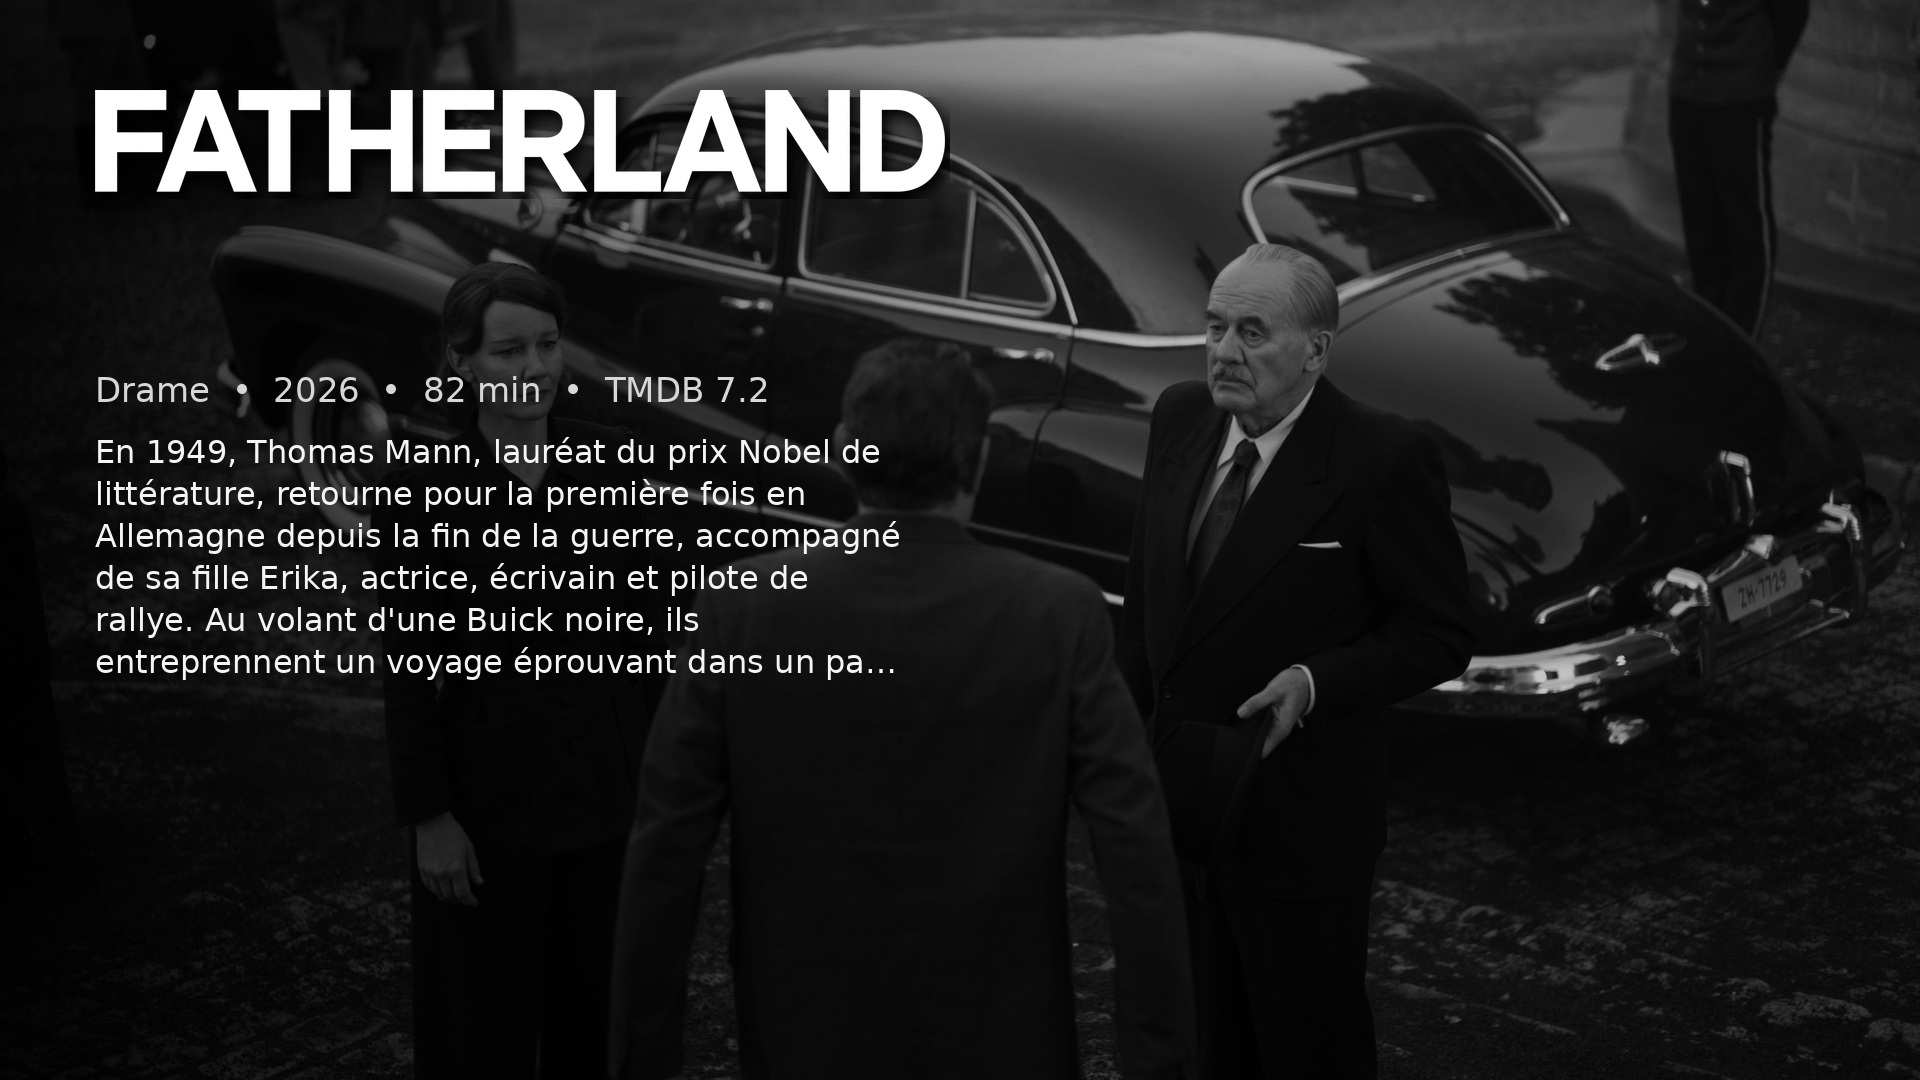 FATHERLAND
Drame • 2026 • 82 min • TMDB 7.2
En 1949, Thomas Mann, lauréat du prix Nobel de
littérature, retourne pour la première fois en
Allemagne depuis la fin de la guerre, accompagné
de sa fille Erika, actrice, écrivain et pilote de
rallye. Au volant d'une Buick noire, ils
entreprennent un voyage éprouvant dans un pa...
ZH-7729